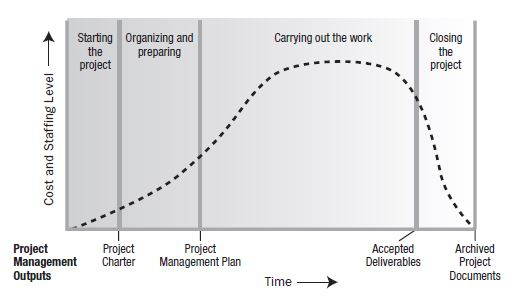 Starting
the
project
Organizing and
preparing
Carrying out the work
Closing
the
project
Cost and Staffing Level
Project
Management
Outputs
Project
Charter
Project
Management Plan
Accepted
Deliverables
Archived
Project
Documents
Time